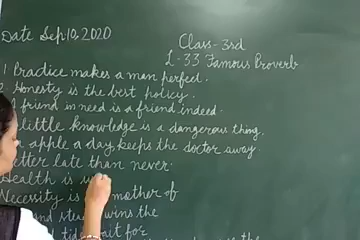 Date Sep.10,2020
Class-3rd
L-33 Famous Proverb
1 Practice makes a man perfect.
2 Honesty is the best policy.
friend in need is a friend indeed.
little knowledge is a dangerous thing.
apple a day keeps the doctor away.
etter late than never.
Health is
Necessity is mother of
wins the
for
the